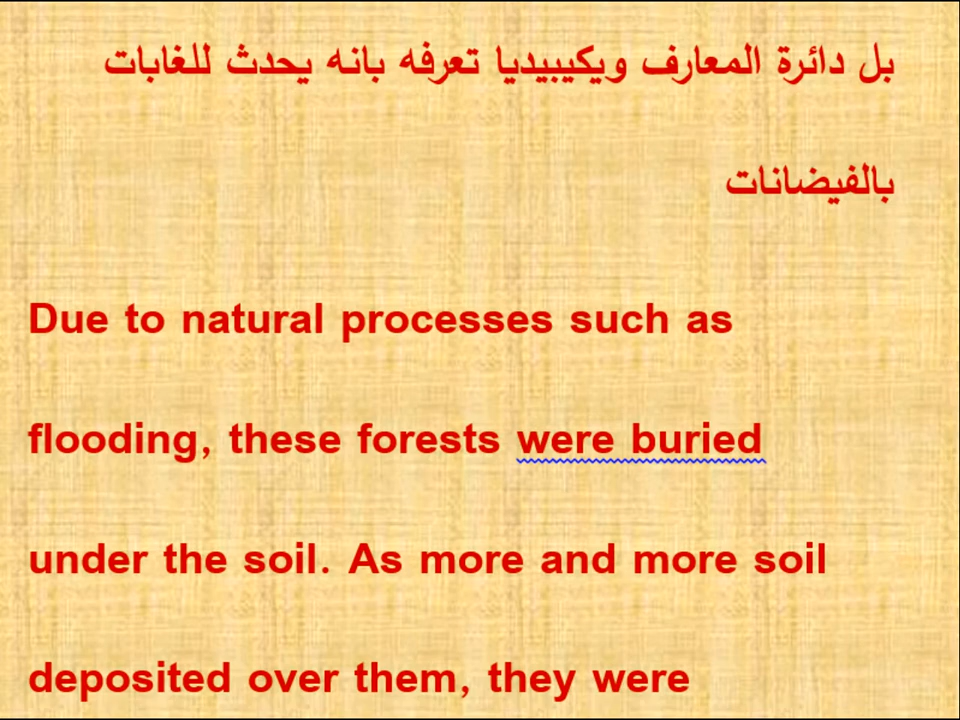 بل دائرة المعارف ويكيبيديا تعرفه بانه يحدث للغابات
بالفيضانات
Due to natural processes such as
flooding, these forests were buried
under the soil. As more and more soil
deposited over them, they were